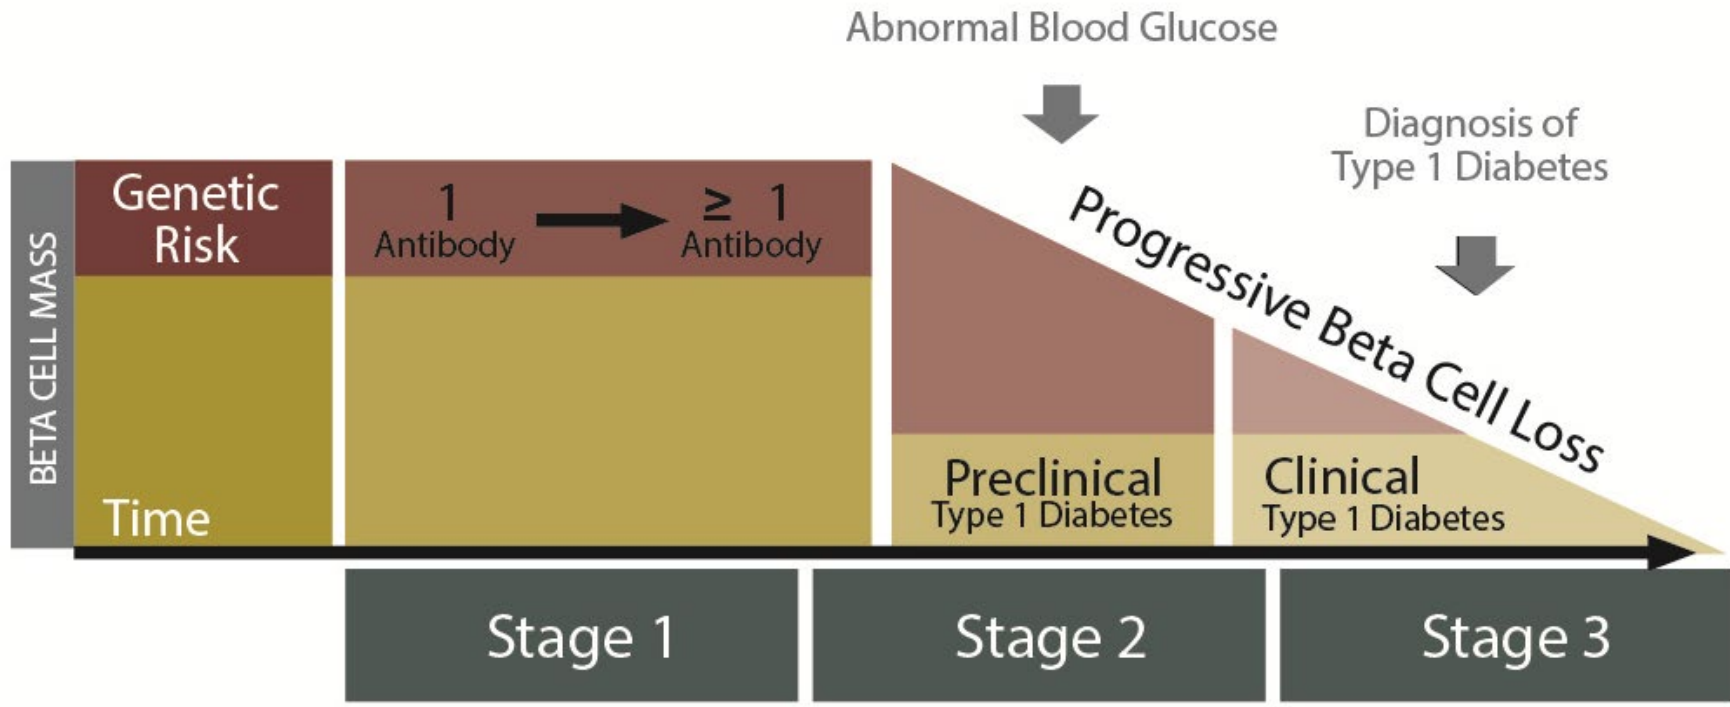 Abnormal Blood Glucose
Diagnosis of
Type 1 Diabetes
BETA CELL MASS
Genetic
Risk
1
Antibody
≥ 1
Antibody
Progressive Beta Cell Loss
Time
Preclinical
Type 1 Diabetes
Clinical
Type 1 Diabetes
Stage 1
Stage 2
Stage 3